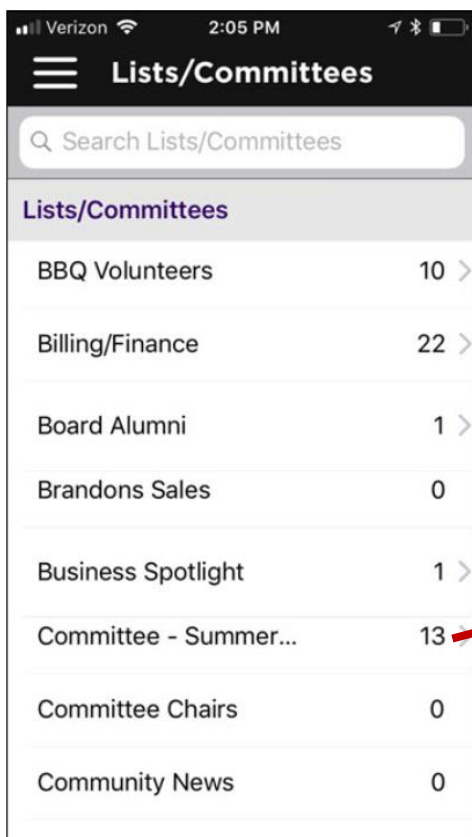 Verizon 2:05 PM
Lists/Committees
Search Lists/Committees
Lists/Committees
BBQ Volunteers 10
Billing/Finance 22
Board Alumni 1
Brandons Sales 0
Business Spotlight 1
Committee - Summer... 13
Committee Chairs 0
Community News 0